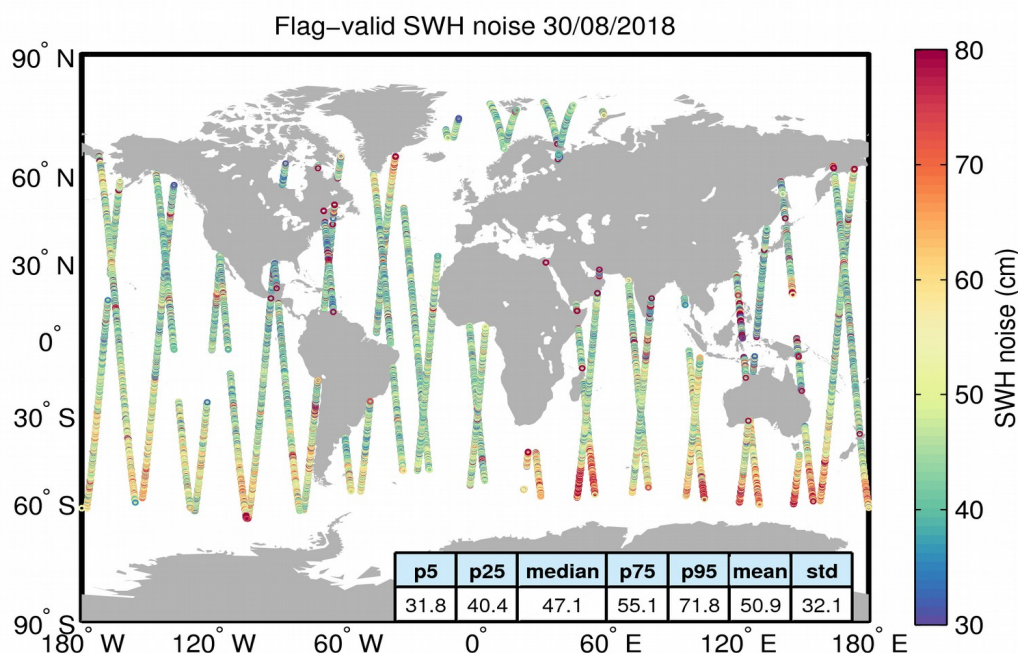 Flag−valid SWH noise 30/08/2018
90° N
60° N
30° N
0°
30° S
60° S
90° S
180° W
120° W
60° W
0°
60° E
120° E
180° E
80
70
60
50
40
30
SWH noise (cm)
p5 p25 median p75 p95 mean std
31.8 40.4 47.1 55.1 71.8 50.9 32.1